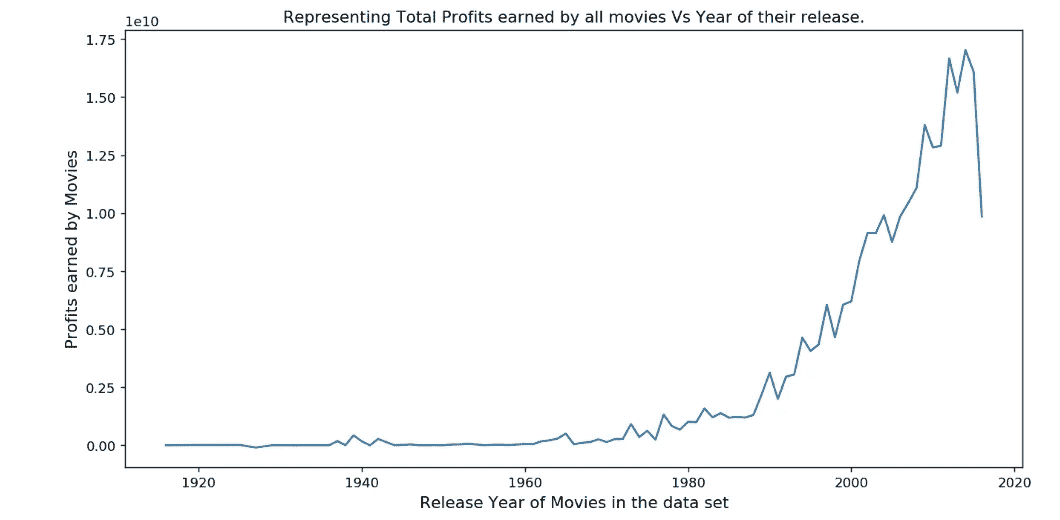 Representing Total Profits earned by all movies Vs Year of their release.
1e10
1.75
1.50
1.25
1.00
0.75
0.50
0.25
0.00
Profits earned by Movies
1920 1940 1960 1980 2000 2020
Release Year of Movies in the data set